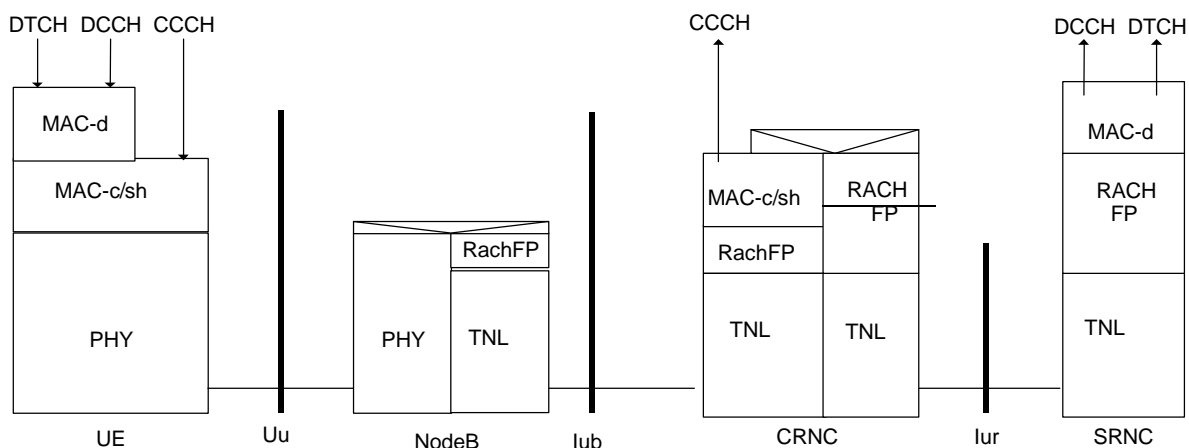 DTCH DCCH CCCH
CCCH
DCCH DTCH
MAC-d
MAC-d
MAC-c/sh
MAC-c/sh
RACH
FP
RACH
FP
RachFP
RachFP
PHY
PHY
TNL
TNL
TNL
TNL
UE
Uu
NodeB
Iub
CRNC
Iur
SRNC